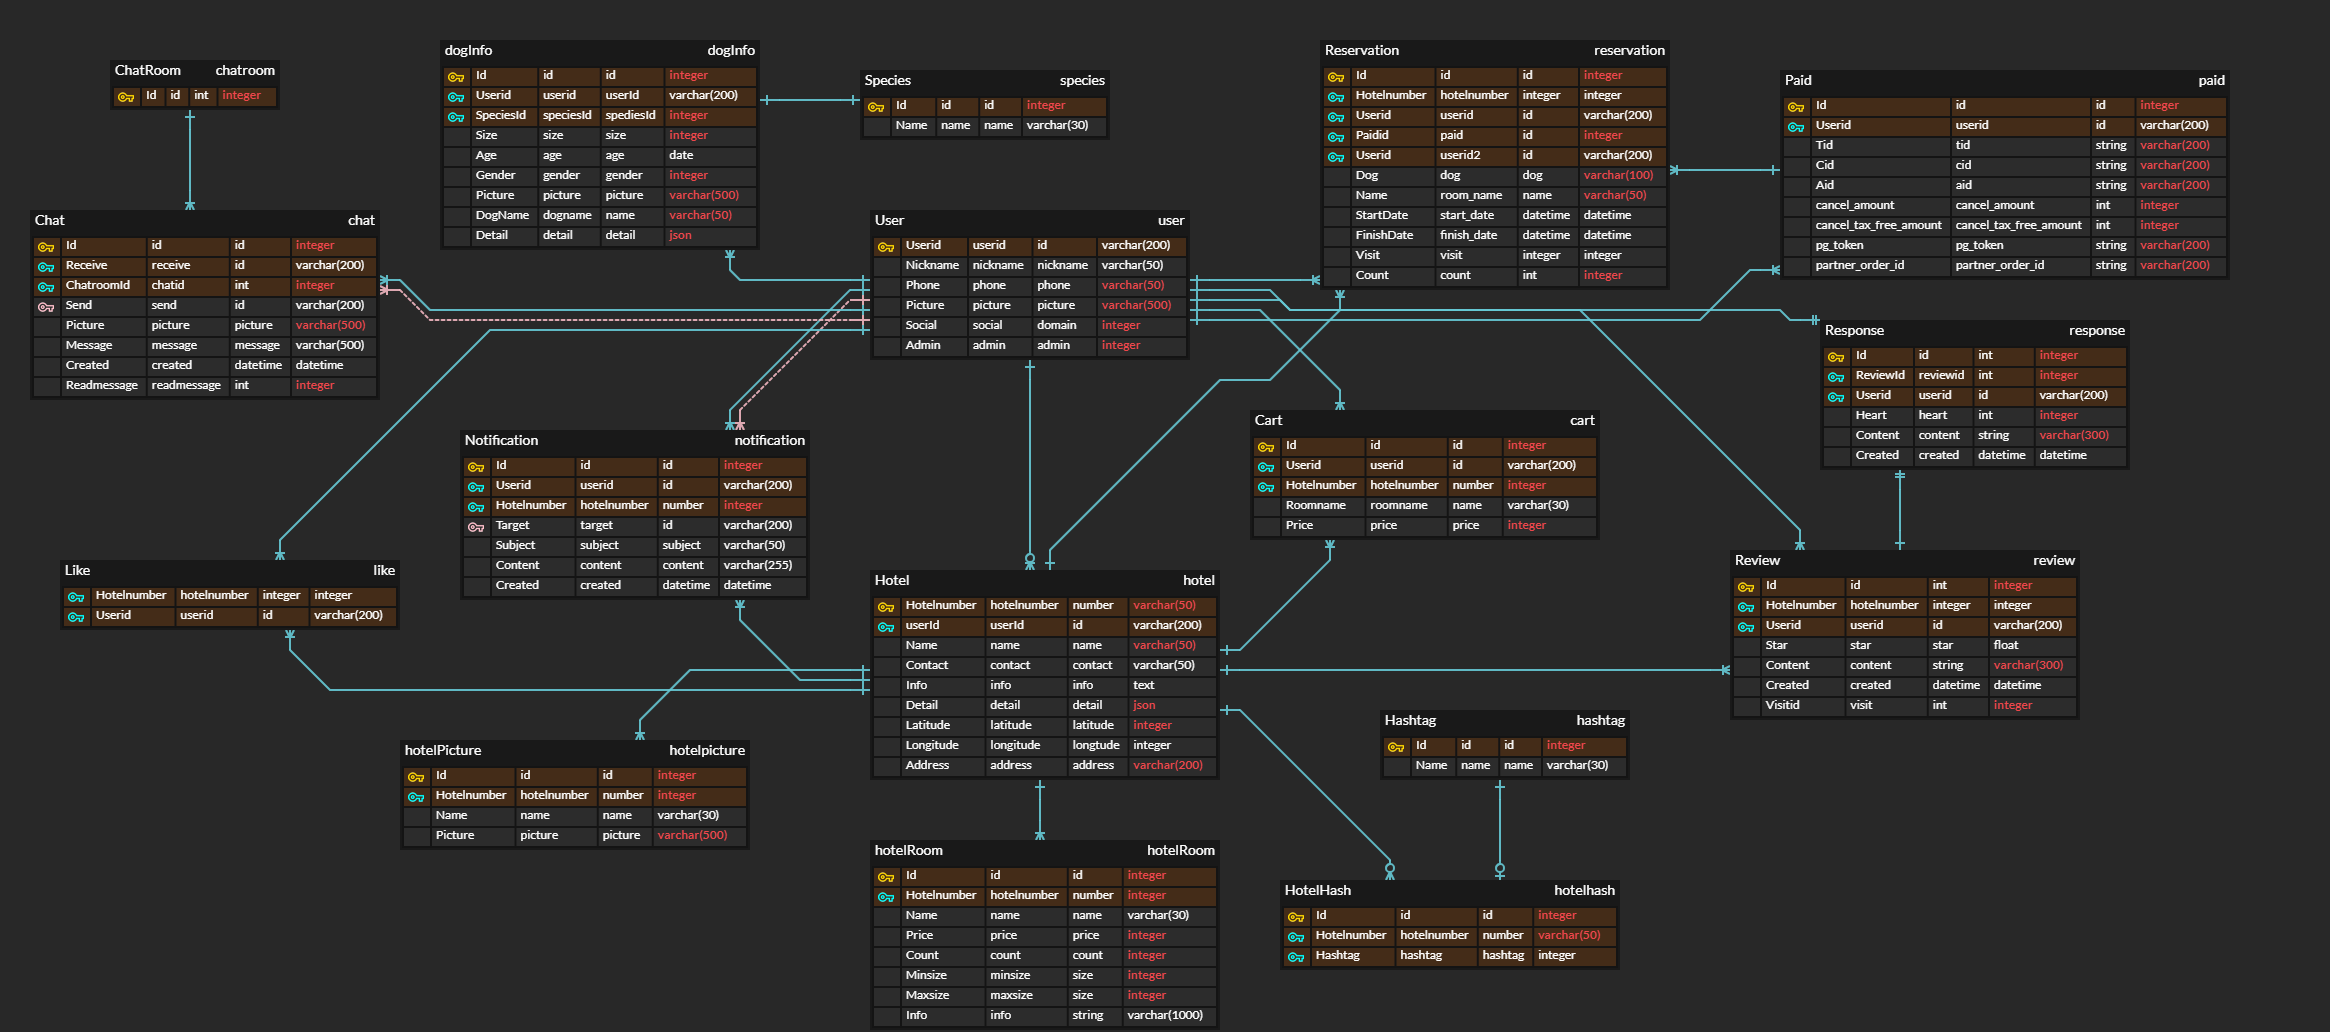 ChatRoom chatroom
Id id int integer
dogInfo dogInfo
Id id id integer
Userid userid userId varchar(200)
SpeciesId speciesId spediesId integer
Size size size integer
Age age age date
Gender gender gender integer
Picture picture picture varchar(500)
DogName dogname name varchar(50)
Detail detail detail json
Species species
Id id id integer
Name name name varchar(30)
Reservation reservation
Id id id integer
Hotelnumber hotelnumber integer integer
Userid userid id varchar(200)
Paidid paid id integer
Userid userid2 id varchar(200)
Dog dog dog varchar(100)
Name room_name name varchar(50)
StartDate start_date datetime datetime
FinishDate finish_date datetime datetime
Visit visit integer integer
Count count int integer
Paid paid
Id id id integer
Userid userid id varchar(200)
Tid tid string varchar(200)
Cid cid string varchar(200)
Aid aid string varchar(200)
cancel_amount cancel_amount int integer
cancel_tax_free_amount cancel_tax_free_amount int integer
pg_token pg_token string varchar(200)
partner_order_id partner_order_id string varchar(200)
Chat chat
Id id id integer
Receive receive id varchar(200)
ChatroomId chatid int integer
Send send id varchar(200)
Picture picture picture varchar(500)
Message message message varchar(500)
Created created datetime datetime
Readmessage readmessage int integer
User user
Userid userid id varchar(200)
Nickname nickname nickname varchar(50)
Phone phone phone varchar(50)
Picture picture picture varchar(500)
Social social domain integer
Admin admin admin integer
Response response
Id id int integer
ReviewId reviewid int integer
Userid userid id varchar(200)
Heart heart int integer
Content content string varchar(300)
Created created datetime datetime
Notification notification
Id id id integer
Userid userid id varchar(200)
Hotelnumber hotelnumber number integer
Target target id varchar(200)
Subject subject subject varchar(50)
Content content content varchar(255)
Created created datetime datetime
Cart cart
Id id id integer
Userid userid id varchar(200)
Hotelnumber hotelnumber number integer
Roomname roomname name varchar(30)
Price price price integer
Like like
Hotelnumber hotelnumber integer integer
Userid userid id varchar(200)
Hotel hotel
Hotelnumber hotelnumber number varchar(50)
userId userId id varchar(200)
Name name name varchar(50)
Contact contact contact varchar(50)
Info info info text
Detail detail detail json
Latitude latitude latitude integer
Longitude longitude longtude integer
Address address address varchar(200)
Review review
Id id int integer
Hotelnumber hotelnumber integer integer
Userid userid id varchar(200)
Star star star float
Content content string varchar(300)
Created created datetime datetime
Visitid visit int integer
hotelPicture hotelpicture
Id id id integer
Hotelnumber hotelnumber number integer
Name name name varchar(30)
Picture picture picture varchar(500)
Hashtag hashtag
Id id id integer
Name name name varchar(30)
hotelRoom hotelRoom
Id id id integer
Hotelnumber hotelnumber number integer
Name name name varchar(30)
Price price price integer
Count count count integer
Minsize minsize size integer
Maxsize maxsize size integer
Info info string varchar(1000)
HotelHash hotelhash
Id id id integer
Hotelnumber hotelnumber number varchar(50)
Hashtag hashtag hashtag integer